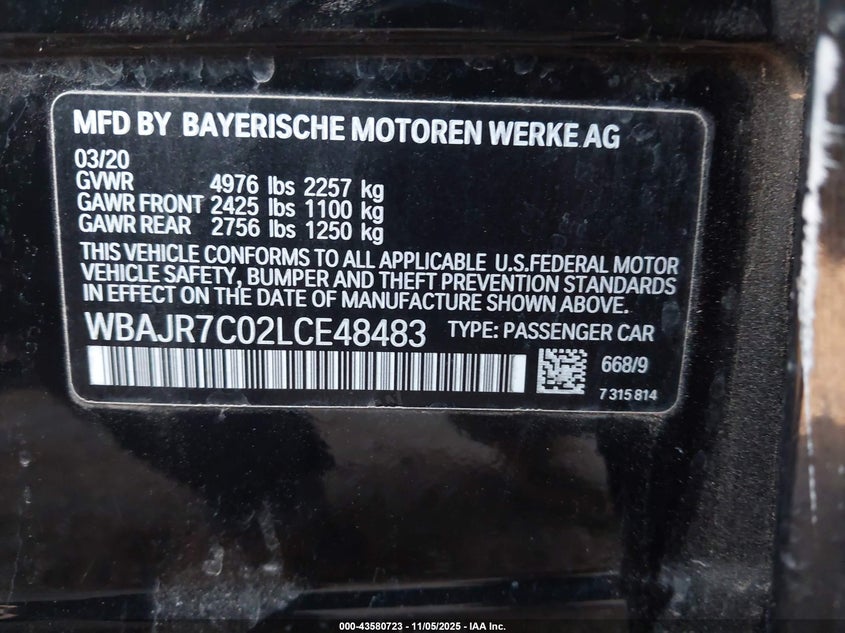 MFD BY BAYERISCHE MOTOREN WERKE AG
03/20
GVWR 4976 lbs 2257 kg
GAWR FRONT 2425 lbs 1100 kg
GAWR REAR 2756 lbs 1250 kg
THIS VEHICLE CONFORMS TO ALL APPLICABLE U.S.FEDERAL MOTOR
VEHICLE SAFETY, BUMPER AND THEFT PREVENTION STANDARDS
IN EFFECT ON THE DATE OF MANUFACTURE SHOWN ABOVE.
WBAJR7C02LCE48483 TYPE: PASSENGER CAR
668/9
7 315 814
000-43580723 - 11/05/2025 - IAA Inc.